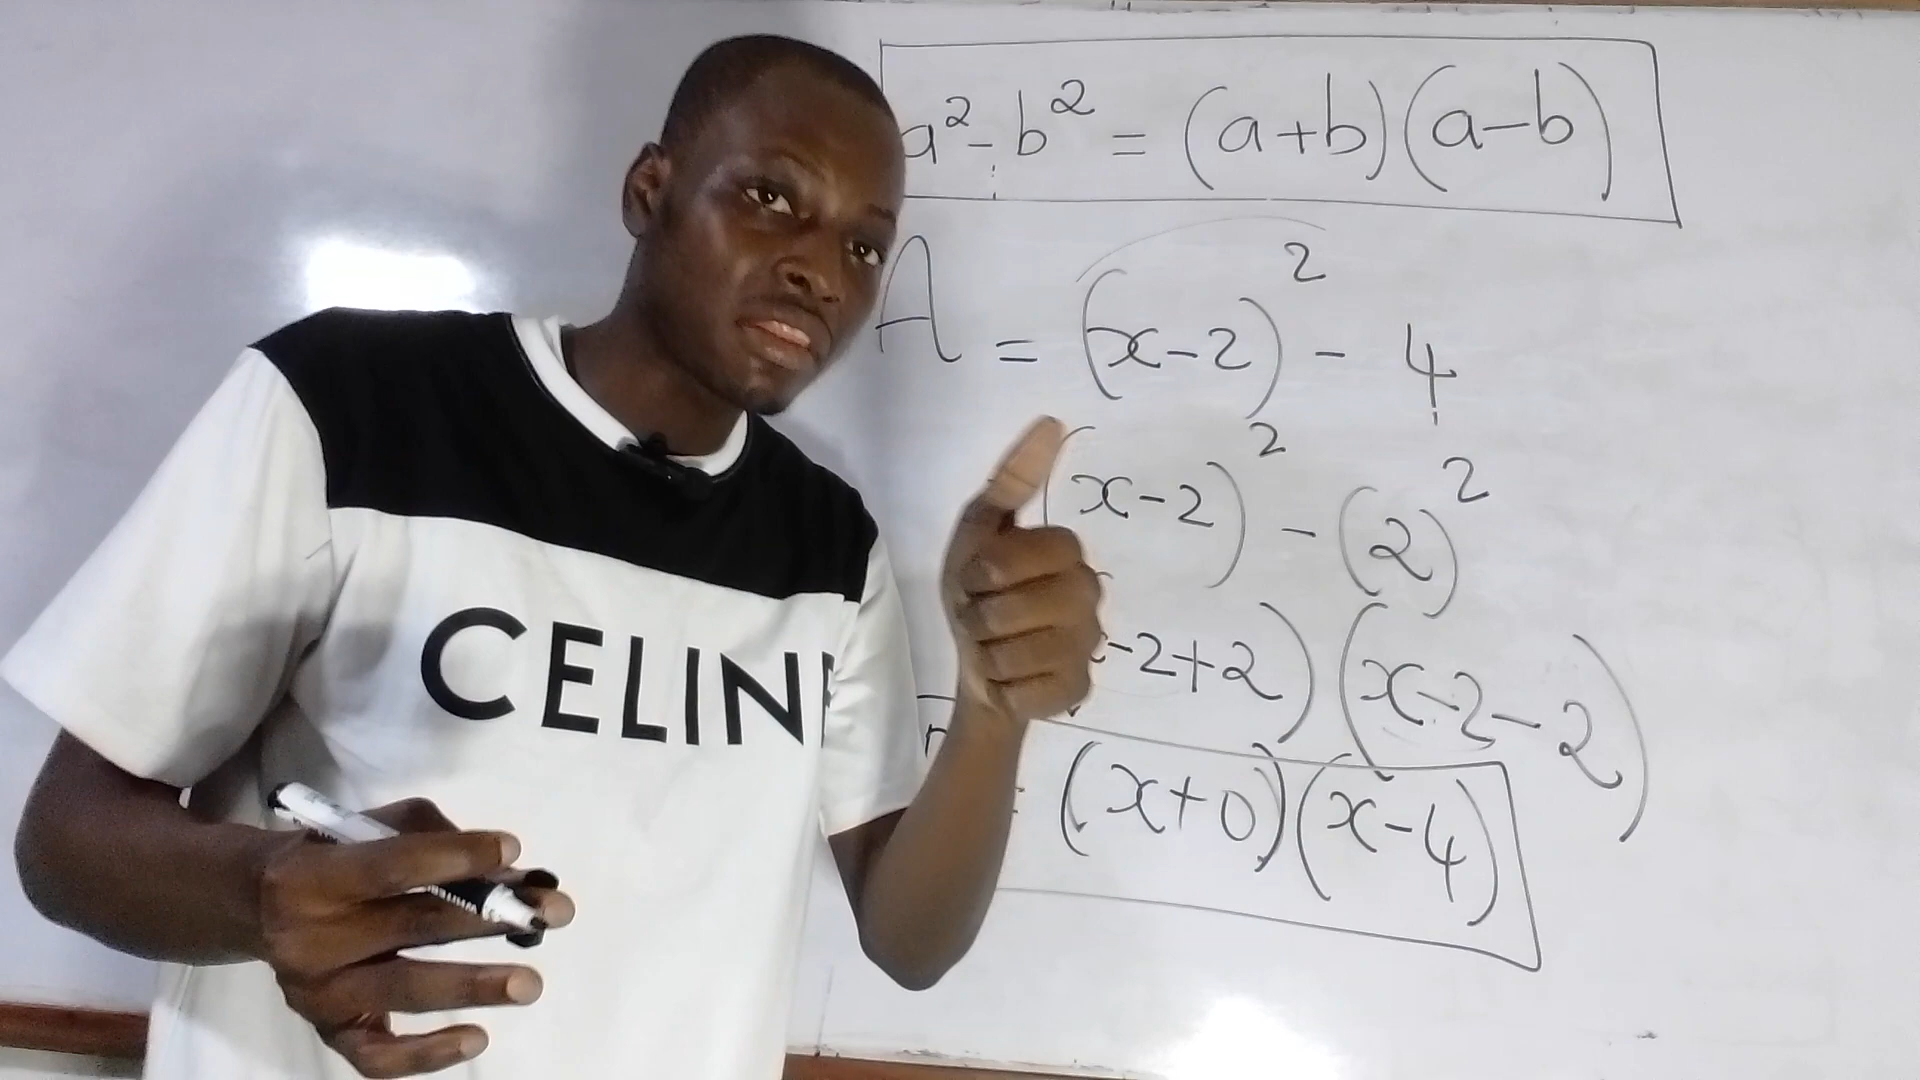 a² - b² = (a+b)(a-b)
A = (x-2)² - 4
(x-2)² - (2)²
-2+2)(x-2-2)
= (x+0)(x-4)
CELIN